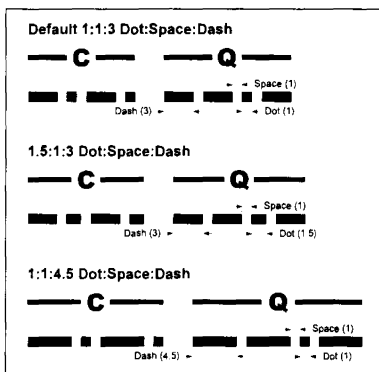 Default 1:1:3 Dot:Space:Dash
C Q
Space (1)
Dash (3) Dot (1)
1.5:1:3 Dot:Space:Dash
C Q
Space (1)
Dash (3) Dot (1 5)
1:1:4.5 Dot:Space:Dash
C Q
Space (1)
Dash (4.5) Dot (1)